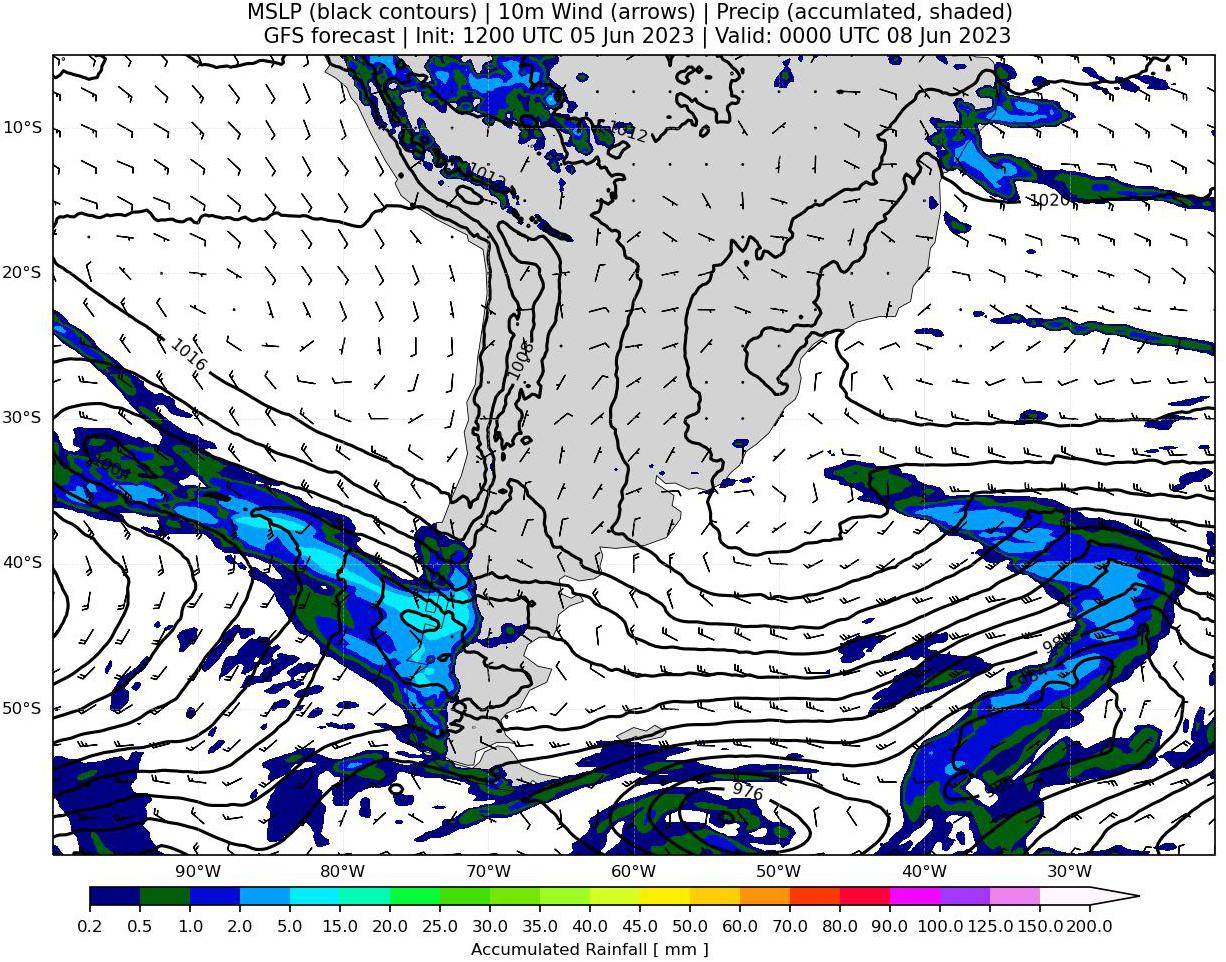 MSLP (black contours) | 10m Wind (arrows) | Precip (accumlated, shaded)
GFS forecast | Init: 1200 UTC 05 Jun 2023 | Valid: 0000 UTC 08 Jun 2023
1012
10°S
1012
1020
20°S
1016
1008
30°S
1004
40°S
984
50°S
976
90°W 80°W 70°W 60°W 50°W 40°W 30°W
0.2 0.5 1.0 2.0 5.0 10.0 15.0 20.0 25.0 30.0 35.0 40.0 45.0 50.0 60.0 70.0 80.0 90.0 100.0 125.0 150.0 200.0
Accumulated Rainfall [ mm ]